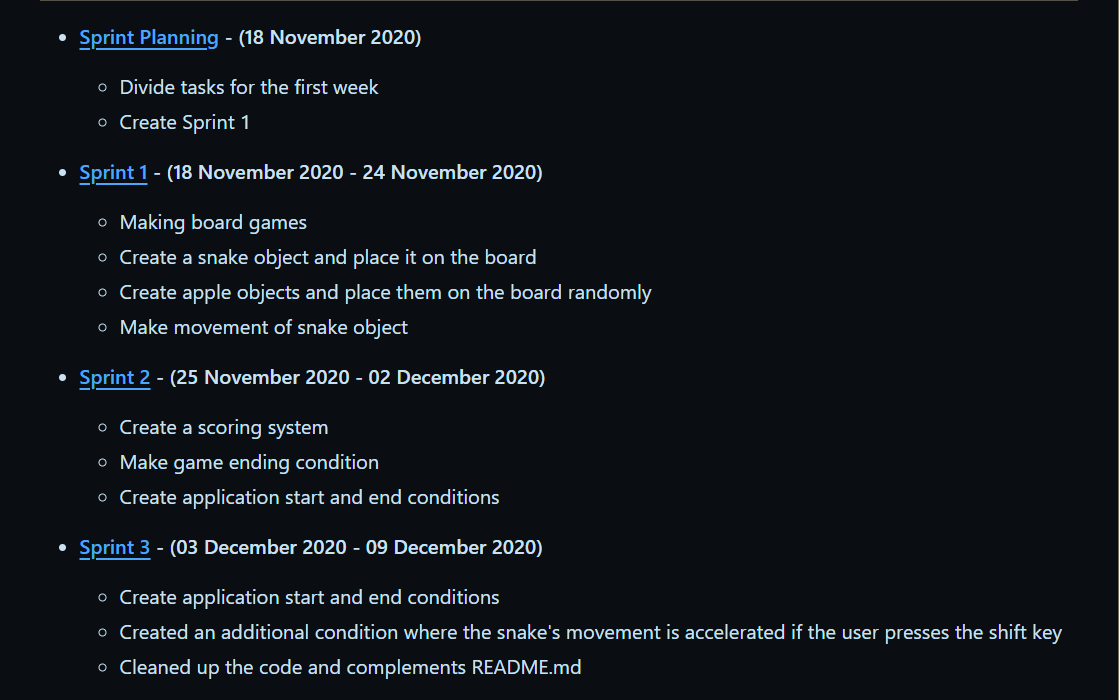 Sprint Planning - (18 November 2020)
Divide tasks for the first week
Create Sprint 1
Sprint 1 - (18 November 2020 - 24 November 2020)
Making board games
Create a snake object and place it on the board
Create apple objects and place them on the board randomly
Make movement of snake object
Sprint 2 - (25 November 2020 - 02 December 2020)
Create a scoring system
Make game ending condition
Create application start and end conditions
Sprint 3 - (03 December 2020 - 09 December 2020)
Create application start and end conditions
Created an additional condition where the snake's movement is accelerated if the user presses the shift key
Cleaned up the code and complements README.md